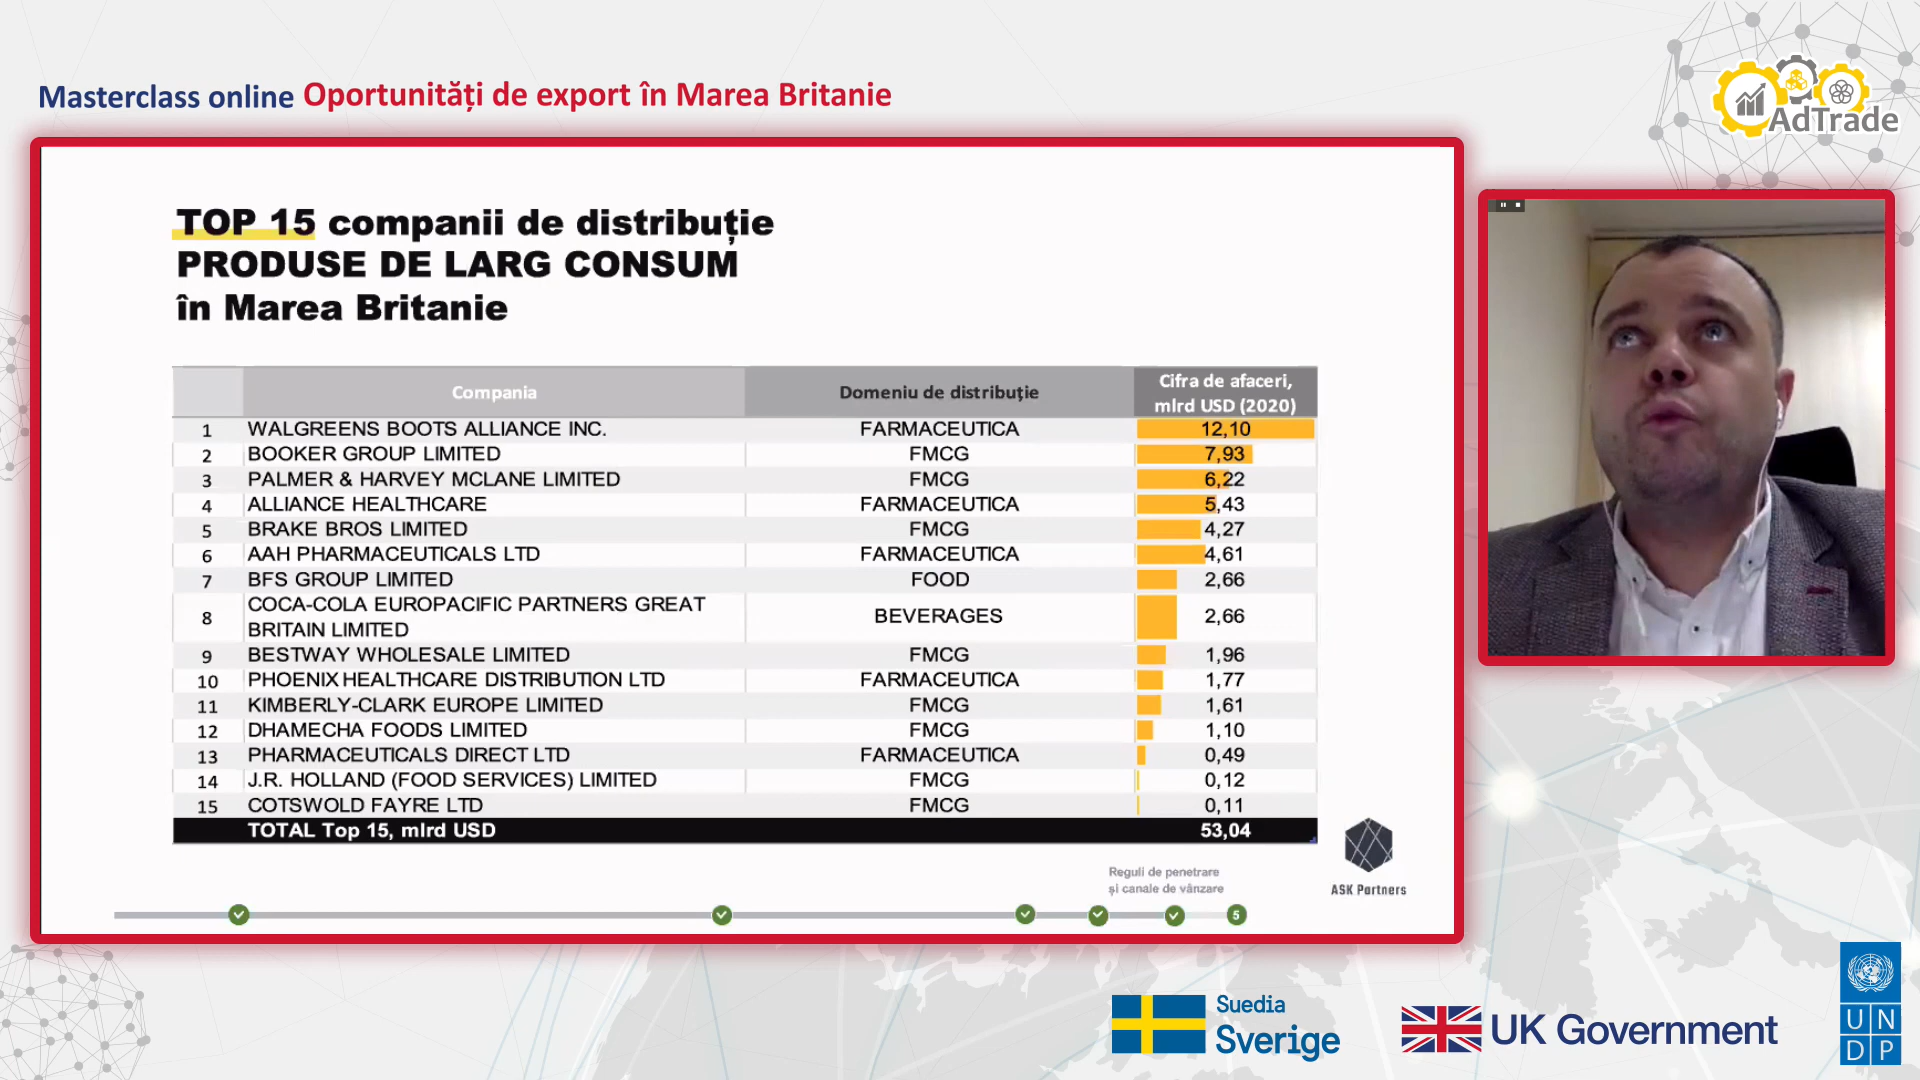 Masterclass online Oportunități de export în Marea Britanie
AdTrade
TOP 15 companii de distribuție
PRODUSE DE LARG CONSUM
în Marea Britanie
Compania Domeniu de distribuție Cifra de afaceri, mlrd USD (2020)
1 WALGREENS BOOTS ALLIANCE INC. FARMACEUTICA 12,10
2 BOOKER GROUP LIMITED FMCG 7,93
3 PALMER & HARVEY MCLANE LIMITED FMCG 6,22
4 ALLIANCE HEALTHCARE FARMACEUTICA 5,43
5 BRAKE BROS LIMITED FMCG 4,27
6 AAH PHARMACEUTICALS LTD FARMACEUTICA 4,61
7 BFS GROUP LIMITED FOOD 2,66
8 COCA-COLA EUROPACIFIC PARTNERS GREAT BRITAIN LIMITED BEVERAGES 2,66
9 BESTWAY WHOLESALE LIMITED FMCG 1,96
10 PHOENIX HEALTHCARE DISTRIBUTION LTD FARMACEUTICA 1,77
11 KIMBERLY-CLARK EUROPE LIMITED FMCG 1,61
12 DHAMECHA FOODS LIMITED FMCG 1,10
13 PHARMACEUTICALS DIRECT LTD FARMACEUTICA 0,49
14 J.R. HOLLAND (FOOD SERVICES) LIMITED FMCG 0,12
15 COTSWOLD FAYRE LTD FMCG 0,11
TOTAL Top 15, mlrd USD 53,04
Reguli de penetrare
și canale de vânzare
5
ASK Partners
Suedia
Sverige
UK Government
UN
DP